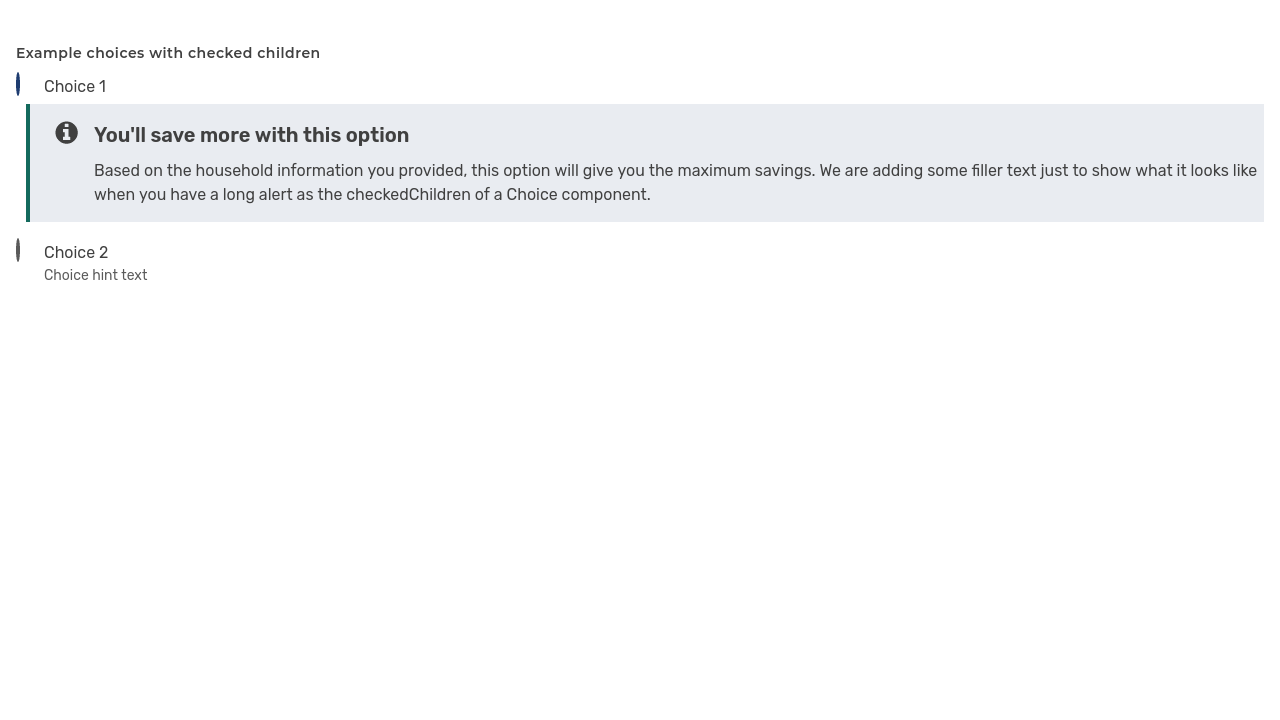 Example choices with checked children
Choice 1
You'll save more with this option
Based on the household information you provided, this option will give you the maximum savings. We are adding some filler text just to show what it looks like
when you have a long alert as the checkedChildren of a Choice component.
Choice 2
Choice hint text